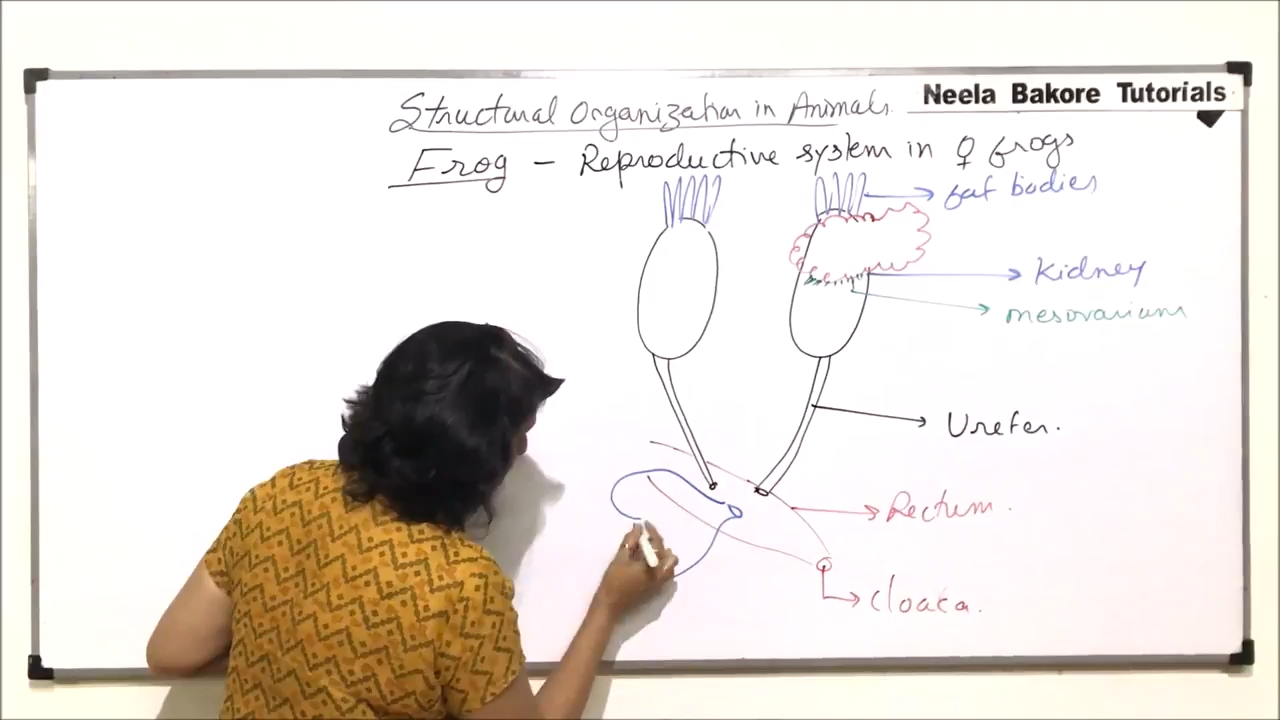 Neela Bakore Tutorials
Structural Organization in Animals.
Frog - Reproductive system in ♀ frogs
fat bodies
Kidney
mesovarium
Ureter.
Rectum.
cloaca.